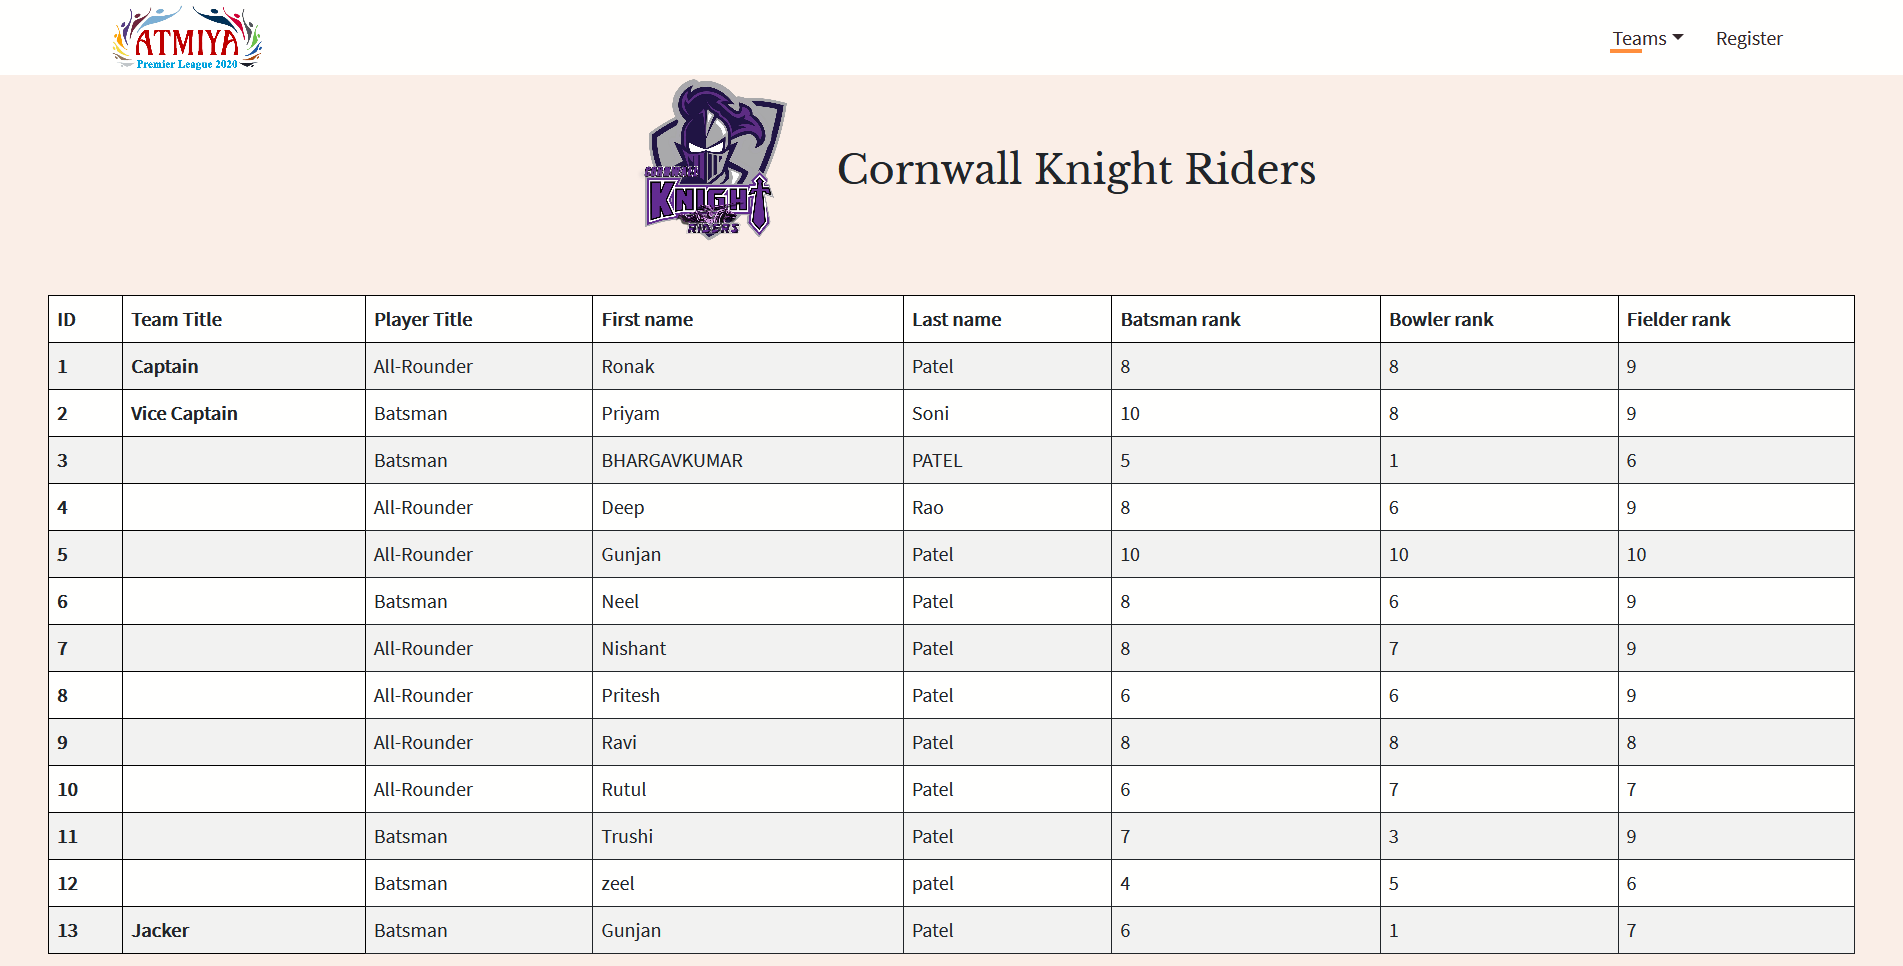 ATMIYA
Premier League 2020
Teams Register
KNIGHT
RIDERS
Cornwall Knight Riders
ID Team Title Player Title First name Last name Batsman rank Bowler rank Fielder rank
1 Captain All-Rounder Ronak Patel 8 8 9
2 Vice Captain Batsman Priyam Soni 10 8 9
3 Batsman BHARGAVKUMAR PATEL 5 1 6
4 All-Rounder Deep Rao 8 6 9
5 All-Rounder Gunjan Patel 10 10 10
6 Batsman Neel Patel 8 6 9
7 All-Rounder Nishant Patel 8 7 9
8 All-Rounder Pritesh Patel 6 6 9
9 All-Rounder Ravi Patel 8 8 8
10 All-Rounder Rutul Patel 6 7 7
11 Batsman Trushi Patel 7 3 9
12 Batsman zeel patel 4 5 6
13 Jacker Batsman Gunjan Patel 6 1 7